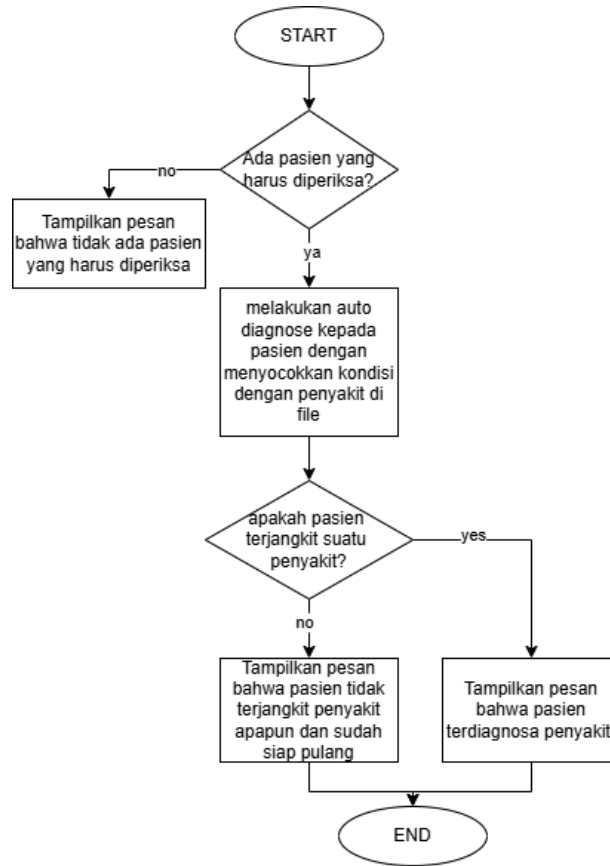 START
Ada pasien yang
harus diperiksa?
no
Tampilkan pesan
bahwa tidak ada pasien
yang harus diperiksa
ya
melakukan auto
diagnose kepada
pasien dengan
menyocokkan kondisi
dengan penyakit di
file
apakah pasien
terjangkit suatu
penyakit?
yes
no
Tampilkan pesan
bahwa pasien tidak
terjangkit penyakit
apapun dan sudah
siap pulang
Tampilkan pesan
bahwa pasien
terdiagnosa penyakit
END